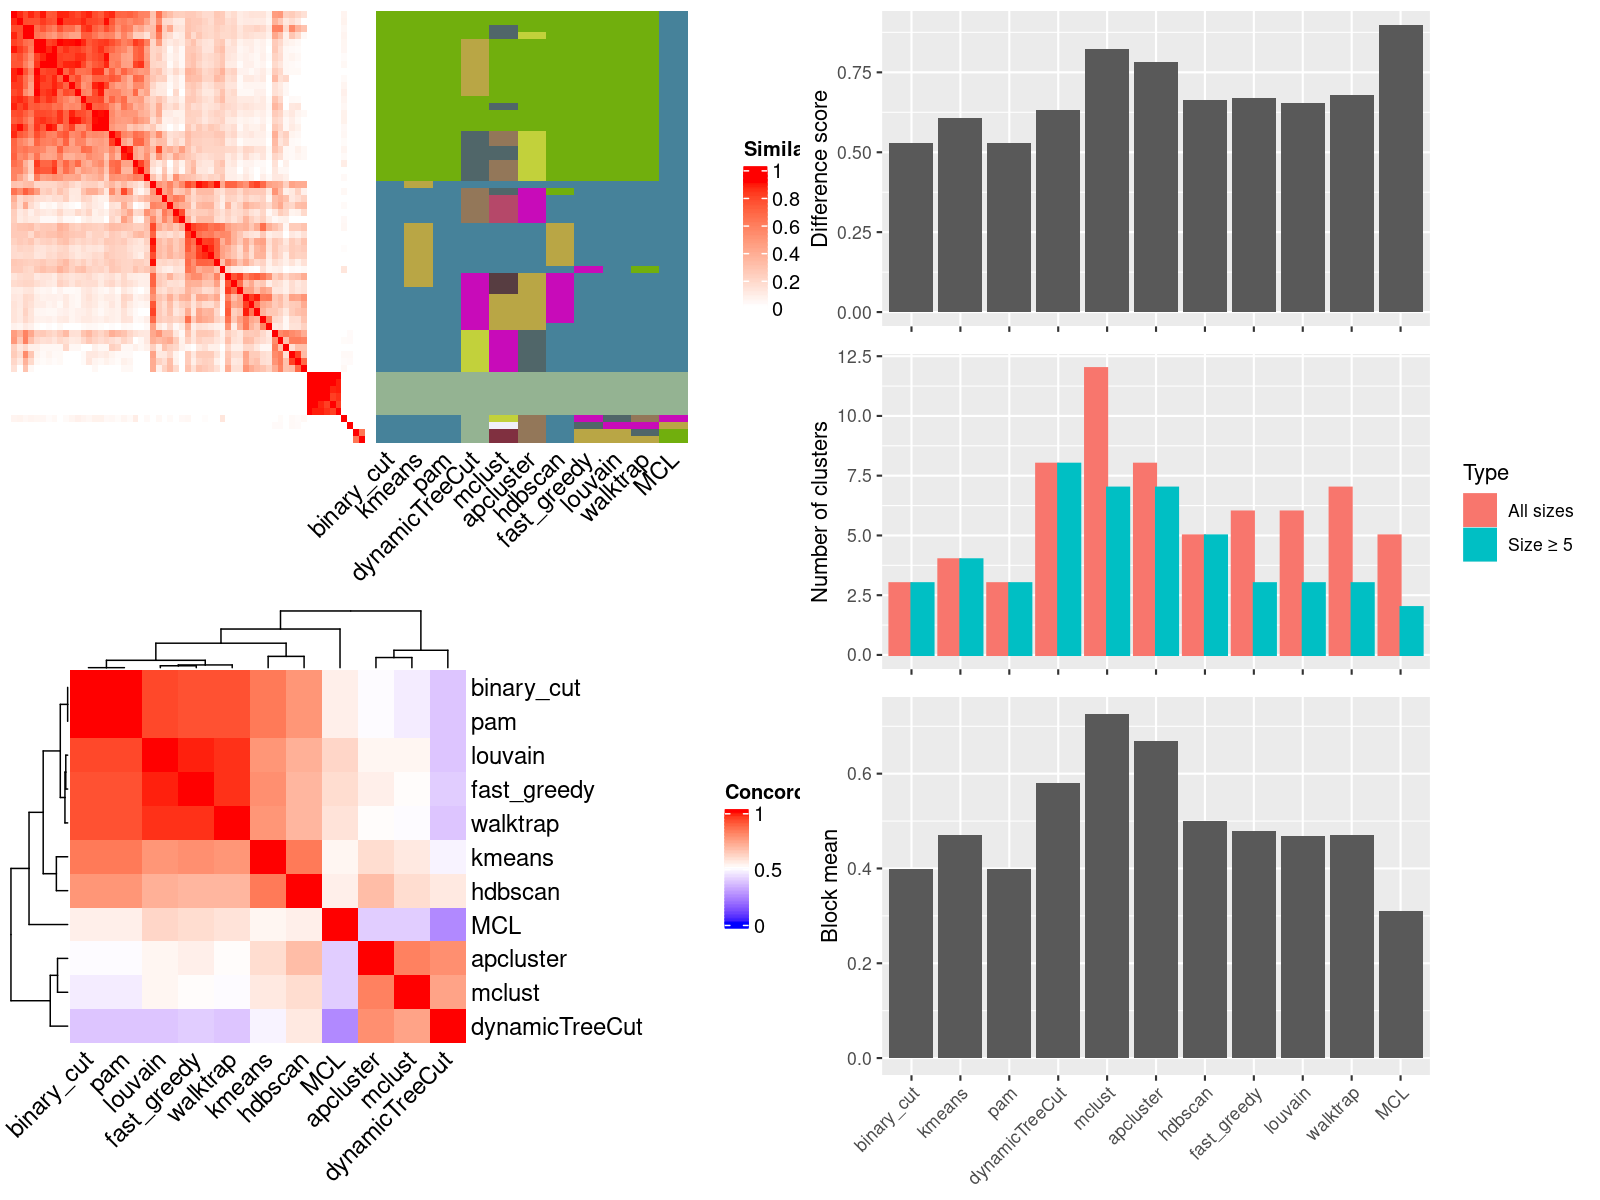 Simila
1
0.8
0.6
0.4
0.2
0
binary_cut
kmeans
pam
dynamicTreeCut
mclust
apcluster
hdbscan
fast_greedy
louvain
walktrap
MCL
Difference score
0.75
0.50
0.25
0.00
Number of clusters
12.5
10.0
7.5
5.0
2.5
0.0
Type
All sizes
Size ≥ 5
Block mean
0.6
0.4
0.2
0.0
binary_cut
kmeans
pam
dynamicTreeCut
mclust
apcluster
hdbscan
fast_greedy
louvain
walktrap
MCL
binary_cut
pam
louvain
fast_greedy
walktrap
kmeans
hdbscan
MCL
apcluster
mclust
dynamicTreeCut
binary_cut
pam
louvain
fast_greedy
walktrap
kmeans
hdbscan
MCL
apcluster
mclust
dynamicTreeCut
Concord
1
0.5
0